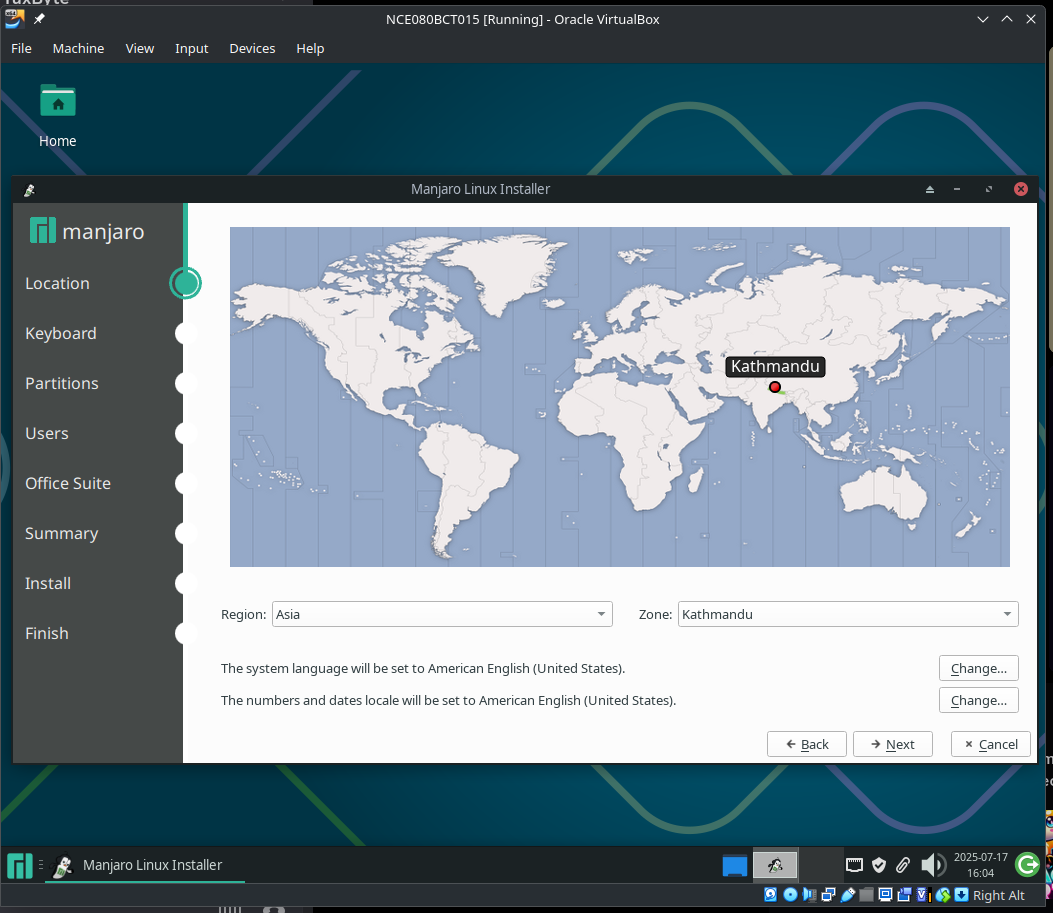 TuxByte
NCE080BCT015 [Running] - Oracle VirtualBox
File Machine View Input Devices Help
Home
Manjaro Linux Installer
manjaro
Location
Keyboard
Partitions
Users
Office Suite
Summary
Install
Finish
Kathmandu
Region: Asia Zone: Kathmandu
The system language will be set to American English (United States). Change...
The numbers and dates locale will be set to American English (United States). Change...
Back Next Cancel
Manjaro Linux Installer
2025-07-17
16:04
Right Alt